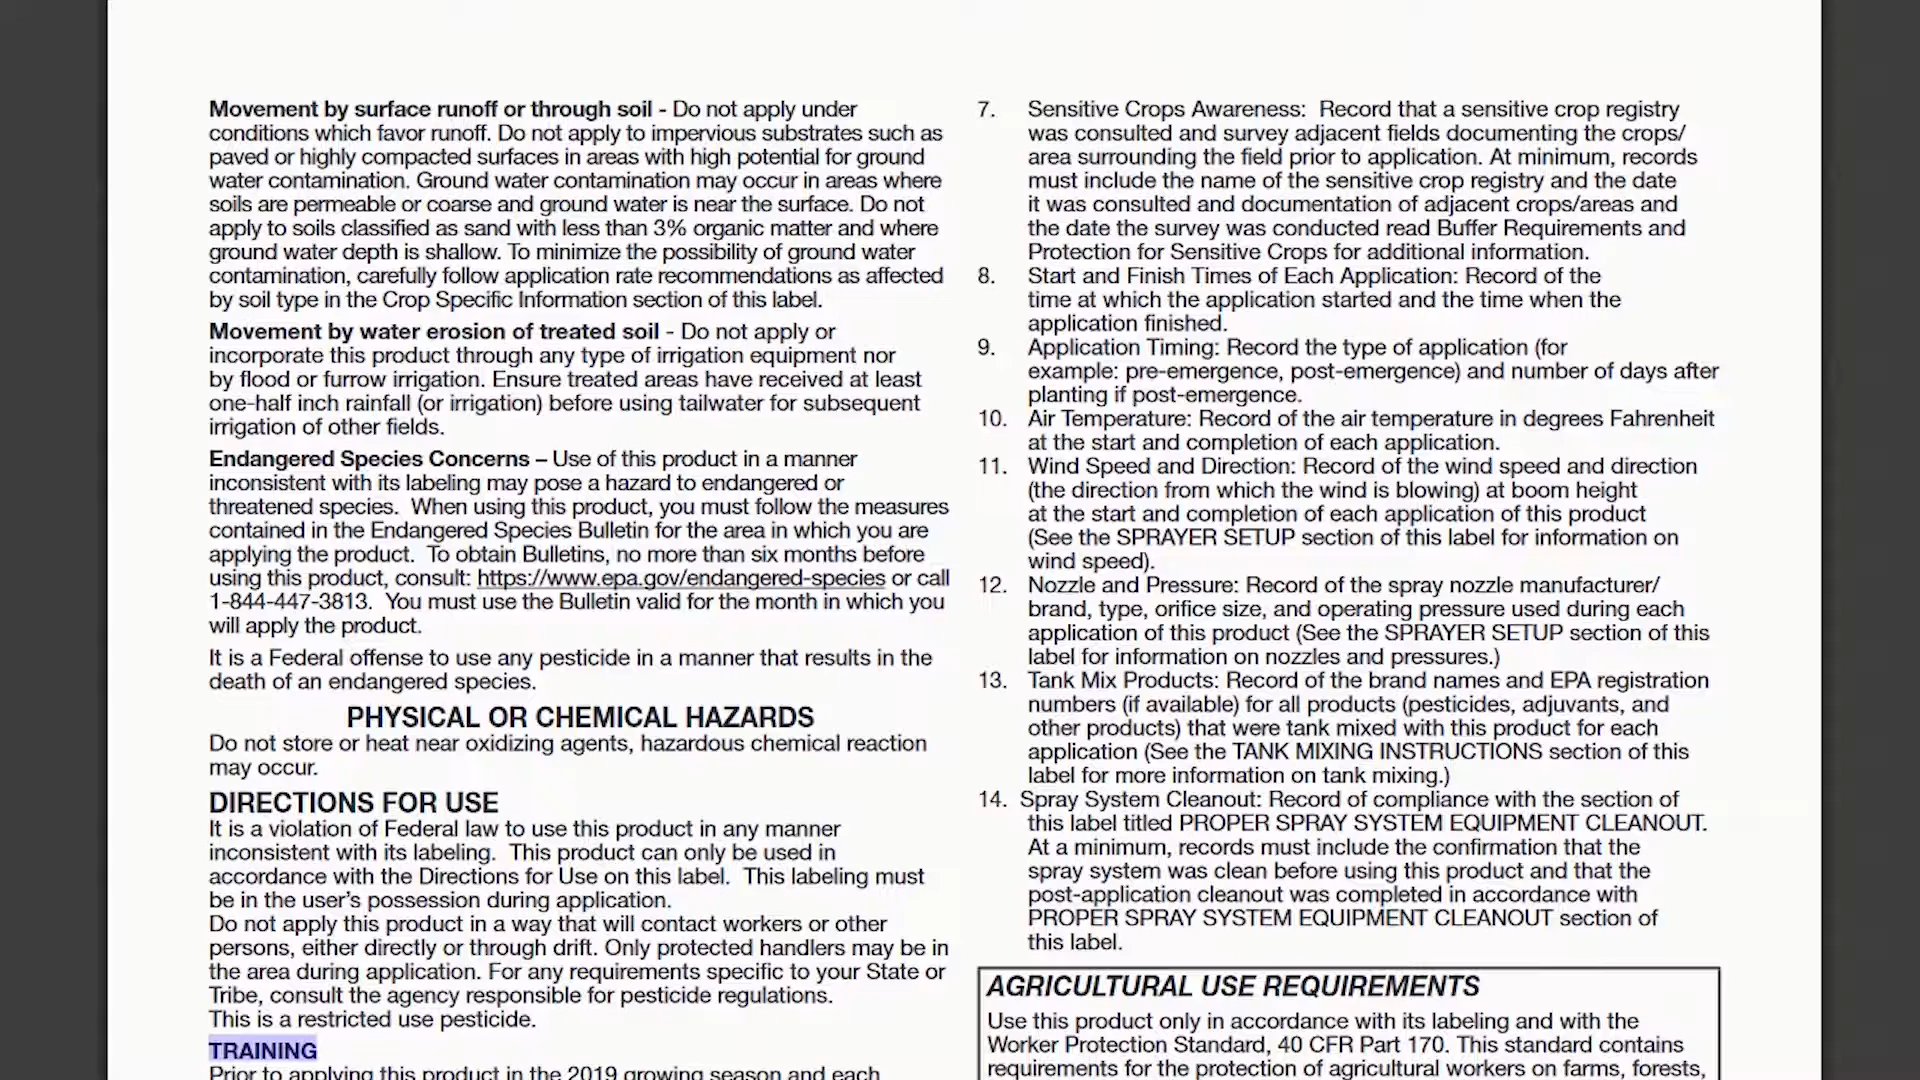 Movement by surface runoff or through soil - Do not apply under
conditions which favor runoff. Do not apply to impervious substrates such as
paved or highly compacted surfaces in areas with high potential for ground
water contamination. Ground water contamination may occur in areas where
soils are permeable or coarse and ground water is near the surface. Do not
apply to soils classified as sand with less than 3% organic matter and where
ground water depth is shallow. To minimize the possibility of ground water
contamination, carefully follow application rate recommendations as affected
by soil type in the Crop Specific Information section of this label.
Movement by water erosion of treated soil - Do not apply or
incorporate this product through any type of irrigation equipment nor
by flood or furrow irrigation. Ensure treated areas have received at least
one-half inch rainfall (or irrigation) before using tailwater for subsequent
irrigation of other fields.
Endangered Species Concerns – Use of this product in a manner
inconsistent with its labeling may pose a hazard to endangered or
threatened species. When using this product, you must follow the measures
contained in the Endangered Species Bulletin for the area in which you are
applying the product. To obtain Bulletins, no more than six months before
using this product, consult: https://www.epa.gov/endangered-species or call
1-844-447-3813. You must use the Bulletin valid for the month in which you
will apply the product.
It is a Federal offense to use any pesticide in a manner that results in the
death of an endangered species.
PHYSICAL OR CHEMICAL HAZARDS
Do not store or heat near oxidizing agents, hazardous chemical reaction
may occur.
DIRECTIONS FOR USE
It is a violation of Federal law to use this product in any manner
inconsistent with its labeling. This product can only be used in
accordance with the Directions for Use on this label. This labeling must
be in the user's possession during application.
Do not apply this product in a way that will contact workers or other
persons, either directly or through drift. Only protected handlers may be in
the area during application. For any requirements specific to your State or
Tribe, consult the agency responsible for pesticide regulations.
This is a restricted use pesticide.
TRAINING
Prior to applying this product in the 2019 growing season and each
7. Sensitive Crops Awareness: Record that a sensitive crop registry
was consulted and survey adjacent fields documenting the crops/
area surrounding the field prior to application. At minimum, records
must include the name of the sensitive crop registry and the date
it was consulted and documentation of adjacent crops/areas and
the date the survey was conducted read Buffer Requirements and
Protection for Sensitive Crops for additional information.
8. Start and Finish Times of Each Application: Record of the
time at which the application started and the time when the
application finished.
9. Application Timing: Record the type of application (for
example: pre-emergence, post-emergence) and number of days after
planting if post-emergence.
10. Air Temperature: Record of the air temperature in degrees Fahrenheit
at the start and completion of each application.
11. Wind Speed and Direction: Record of the wind speed and direction
(the direction from which the wind is blowing) at boom height
at the start and completion of each application of this product
(See the SPRAYER SETUP section of this label for information on
wind speed).
12. Nozzle and Pressure: Record of the spray nozzle manufacturer/
brand, type, orifice size, and operating pressure used during each
application of this product (See the SPRAYER SETUP section of this
label for information on nozzles and pressures.)
13. Tank Mix Products: Record of the brand names and EPA registration
numbers (if available) for all products (pesticides, adjuvants, and
other products) that were tank mixed with this product for each
application (See the TANK MIXING INSTRUCTIONS section of this
label for more information on tank mixing.)
14. Spray System Cleanout: Record of compliance with the section of
this label titled PROPER SPRAY SYSTEM EQUIPMENT CLEANOUT.
At a minimum, records must include the confirmation that the
spray system was clean before using this product and that the
post-application cleanout was completed in accordance with
PROPER SPRAY SYSTEM EQUIPMENT CLEANOUT section of
this label.
AGRICULTURAL USE REQUIREMENTS
Use this product only in accordance with its labeling and with the
Worker Protection Standard, 40 CFR Part 170. This standard contains
requirements for the protection of agricultural workers on farms, forests,